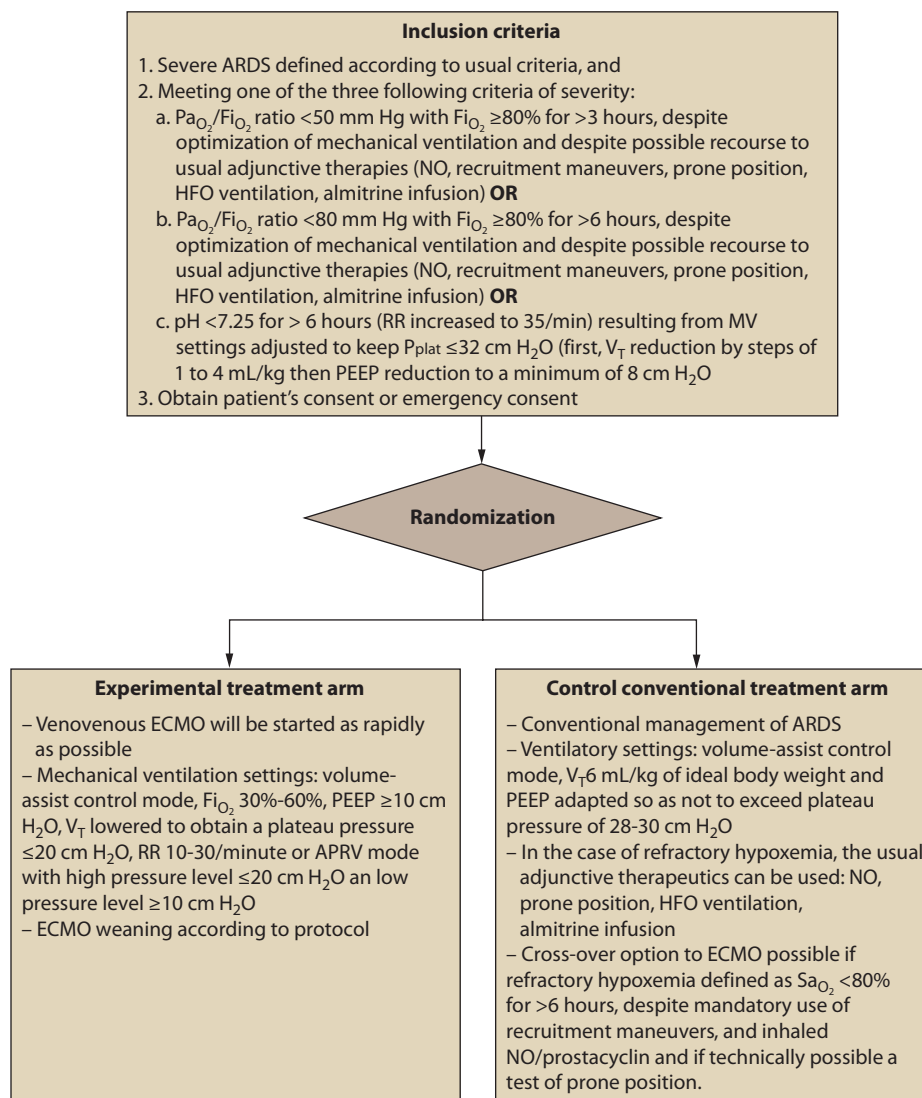 Inclusion criteria
1. Severe ARDS defined according to usual criteria, and
2. Meeting one of the three following criteria of severity:
a. PaO2/FiO2 ratio <50 mm Hg with FiO2 ≥80% for >3 hours, despite
optimization of mechanical ventilation and despite possible recourse to
usual adjunctive therapies (NO, recruitment maneuvers, prone position,
HFO ventilation, almitrine infusion) OR
b. PaO2/FiO2 ratio <80 mm Hg with FiO2 ≥80% for >6 hours, despite
optimization of mechanical ventilation and despite possible recourse to
usual adjunctive therapies (NO, recruitment maneuvers, prone position,
HFO ventilation, almitrine infusion) OR
c. pH <7.25 for > 6 hours (RR increased to 35/min) resulting from MV
settings adjusted to keep Pplat ≤32 cm H2O (first, VT reduction by steps of
1 to 4 mL/kg then PEEP reduction to a minimum of 8 cm H2O
3. Obtain patient's consent or emergency consent
Randomization
Experimental treatment arm
– Venovenous ECMO will be started as rapidly
as possible
– Mechanical ventilation settings: volume-
assist control mode, FiO2 30%-60%, PEEP ≥10 cm
H2O, VT lowered to obtain a plateau pressure
≤20 cm H2O, RR 10-30/minute or APRV mode
with high pressure level ≤20 cm H2O an low
pressure level ≥10 cm H2O
– ECMO weaning according to protocol
Control conventional treatment arm
– Conventional management of ARDS
– Ventilatory settings: volume-assist control
mode, VT6 mL/kg of ideal body weight and
PEEP adapted so as not to exceed plateau
pressure of 28-30 cm H2O
– In the case of refractory hypoxemia, the usual
adjunctive therapeutics can be used: NO,
prone position, HFO ventilation,
almitrine infusion
– Cross-over option to ECMO possible if
refractory hypoxemia defined as SaO2 <80%
for >6 hours, despite mandatory use of
recruitment maneuvers, and inhaled
NO/prostacyclin and if technically possible a
test of prone position.